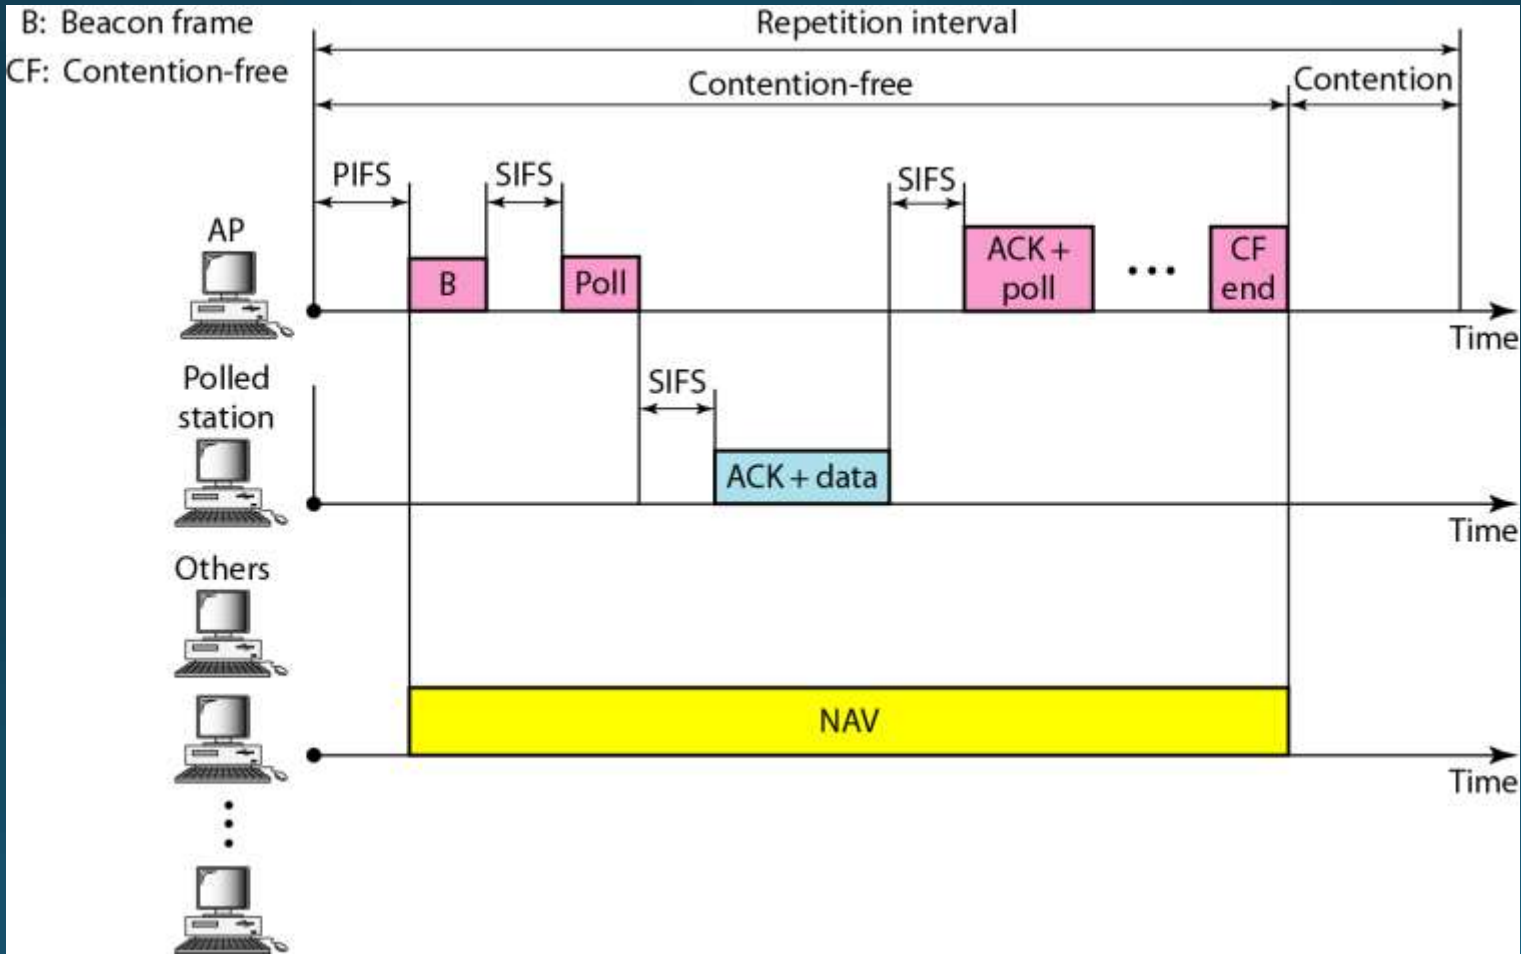 B: Beacon frame
Repetition interval
CF: Contention-free
Contention-free
Contention
PIFS
SIFS
SIFS
AP
B
Poll
ACK +
poll
CF
end
Time
Polled
station
SIFS
ACK + data
Time
Others
NAV
Time